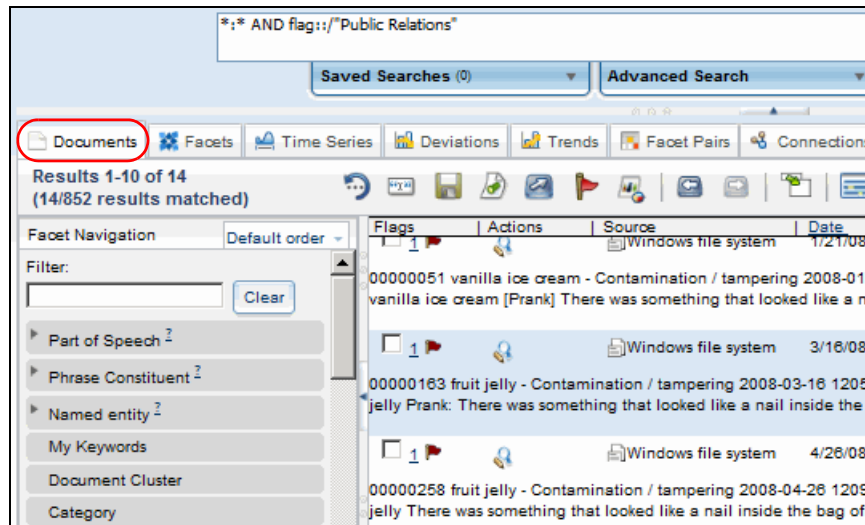 *:* AND flag::/"Public Relations"
Saved Searches (0)
Advanced Search
Documents Facets Time Series Deviations Trends Facet Pairs Connections
Results 1-10 of 14
(14/852 results matched)
Facet Navigation Default order
Flags Actions Source Date
1 Windows file system 1/21/08
Filter:
Clear
00000051 vanilla ice cream - Contamination / tampering 2008-01
vanilla ice cream [Prank] There was something that looked like a n
Part of Speech ?
1 Windows file system 3/16/08
Phrase Constituent ?
00000163 fruit jelly - Contamination / tampering 2008-03-16 1205
Named entity ?
jelly Prank: There was something that looked like a nail inside the
My Keywords
1 Windows file system 4/26/08
Document Cluster
00000258 fruit jelly - Contamination / tampering 2008-04-26 1209
Category
jelly There was something that looked like a nail inside the bag of